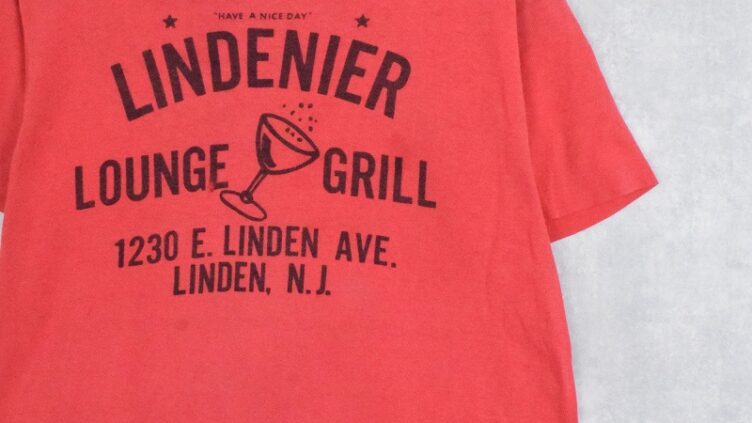 "HAVE A NICE DAY"
LINDENIER
LOUNGE GRILL
1230 E. LINDEN AVE.
LINDEN, N.J.